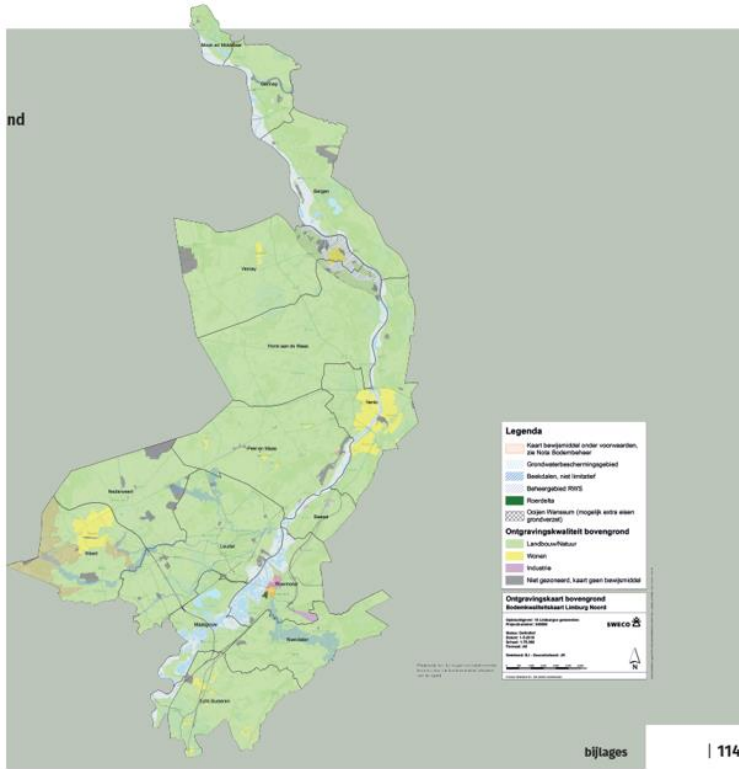 nd
Mook en Middelaar
Gennep
Bergen
Venray
Horst aan de Maas
Venlo
Peel en Maas
Nederweert
Beesel
Weert
Leudal
Roermond
Maasgouw
Roerdalen
Echt-Susteren
Legenda
Kaart bewijsmiddel onder voorwaarden,
zie Nota Bodembeheer
Grondwaterbeschermingsgebied
Beekdalen, niet limitatief
Beheergebied RWS
Roerdelta
Ooijen Wanssum (mogelijk extra eisen
grondverzet)
Ontgravingskwaliteit bovengrond
Landbouw/Natuur
Wonen
Industrie
Niet gezoneerd, kaart geen bewijsmiddel
Ontgravingskaart bovengrond
Bodemkwaliteitskaart Limburg Noord
SWECO
N
bijlages
| 114